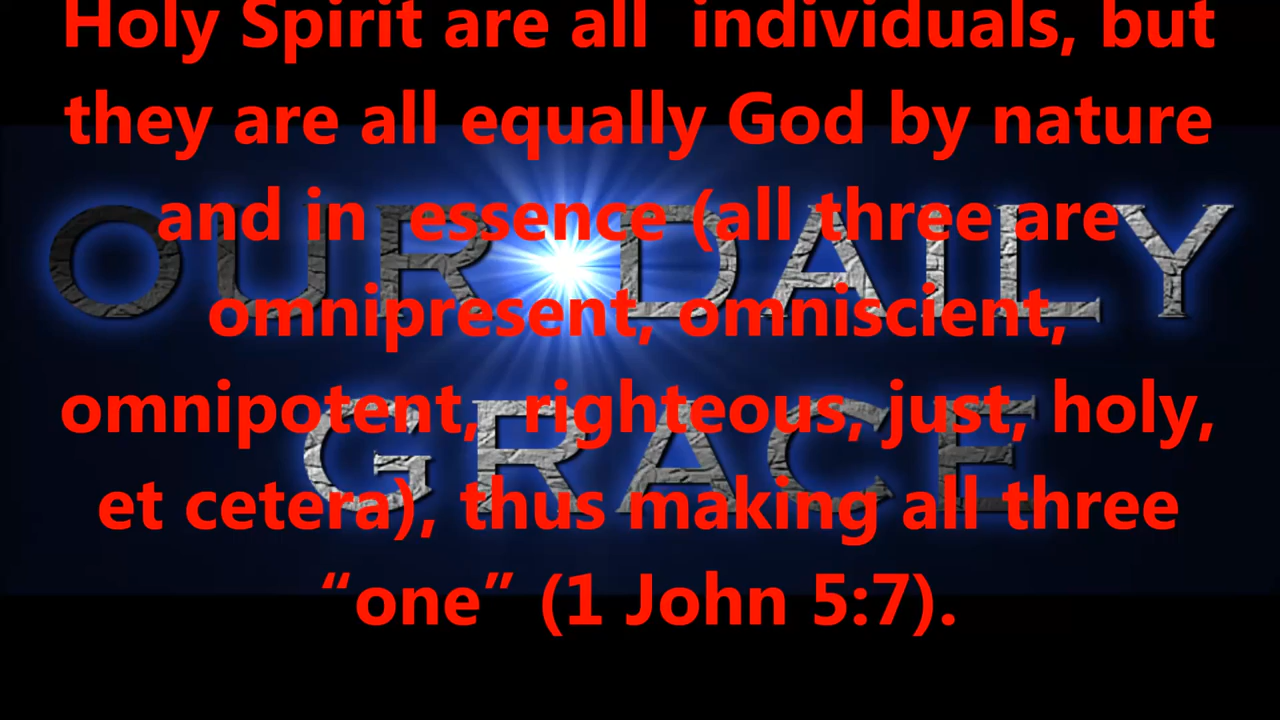 Holy Spirit are all  individuals, but
they are all equally God by nature
and in  essence (all three are
omnipresent, omniscient,
omnipotent,  righteous, just, holy,
et cetera), thus making all three
“one” (1 John 5:7).
OUR DAILY
GRACE